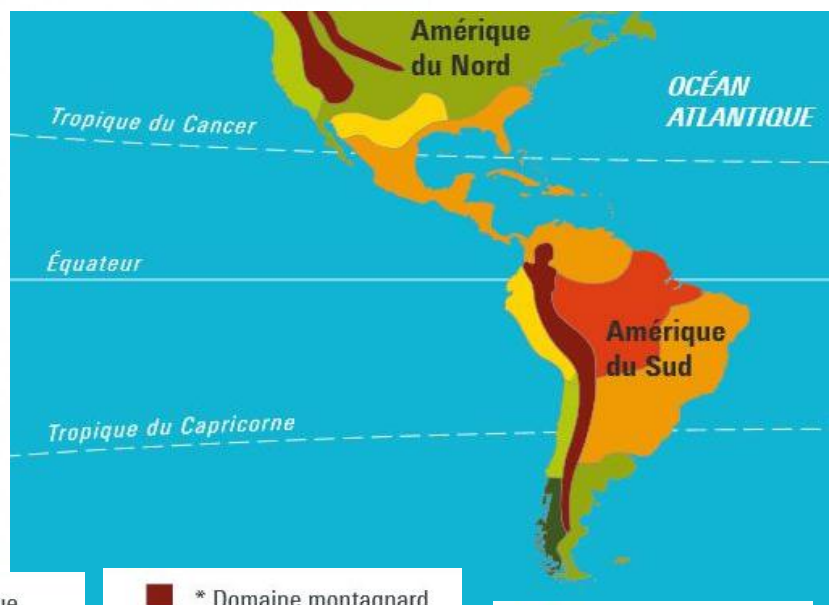 Amérique
du Nord
OCÉAN
ATLANTIQUE
Tropique du Cancer
Équateur
Amérique
du Sud
Tropique du Capricorne
* Domaine montagnard